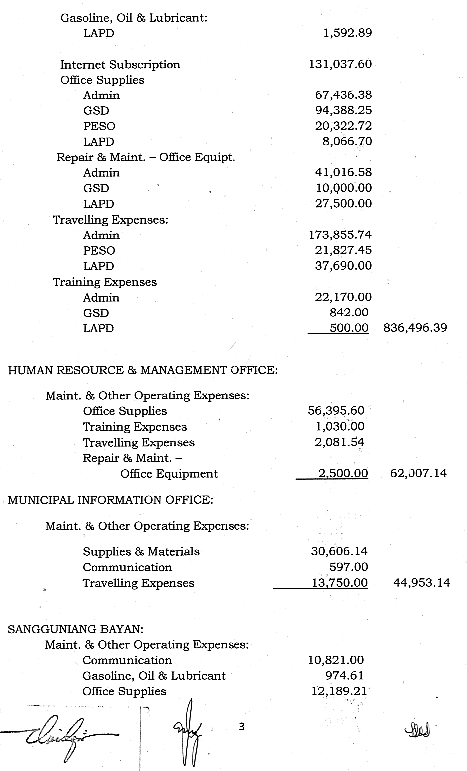 Gasoline, Oil & Lubricant:
LAPD 1,592.89
Internet Subscription 131,037.60
Office Supplies
Admin 67,436.38
GSD 94,388.25
PESO 20,322.72
LAPD 8,066.70
Repair & Maint. – Office Equipt.
Admin 41,016.58
GSD 10,000.00
LAPD 27,500.00
Travelling Expenses:
Admin 173,855.74
PESO 21,827.45
LAPD 37,690.00
Training Expenses
Admin 22,170.00
GSD 842.00
LAPD 500.00 836,496.39
HUMAN RESOURCE & MANAGEMENT OFFICE:
Maint. & Other Operating Expenses:
Office Supplies 56,395.60
Training Expenses 1,030.00
Travelling Expenses 2,081.54
Repair & Maint. –
Office Equipment 2,500.00 62,007.14
MUNICIPAL INFORMATION OFFICE:
Maint. & Other Operating Expenses:
Supplies & Materials 30,606.14
Communication 597.00
Travelling Expenses 13,750.00 44,953.14
SANGGUNIANG BAYAN:
Maint. & Other Operating Expenses:
Communication 10,821.00
Gasoline, Oil & Lubricant 974.61
Office Supplies 12,189.21
3